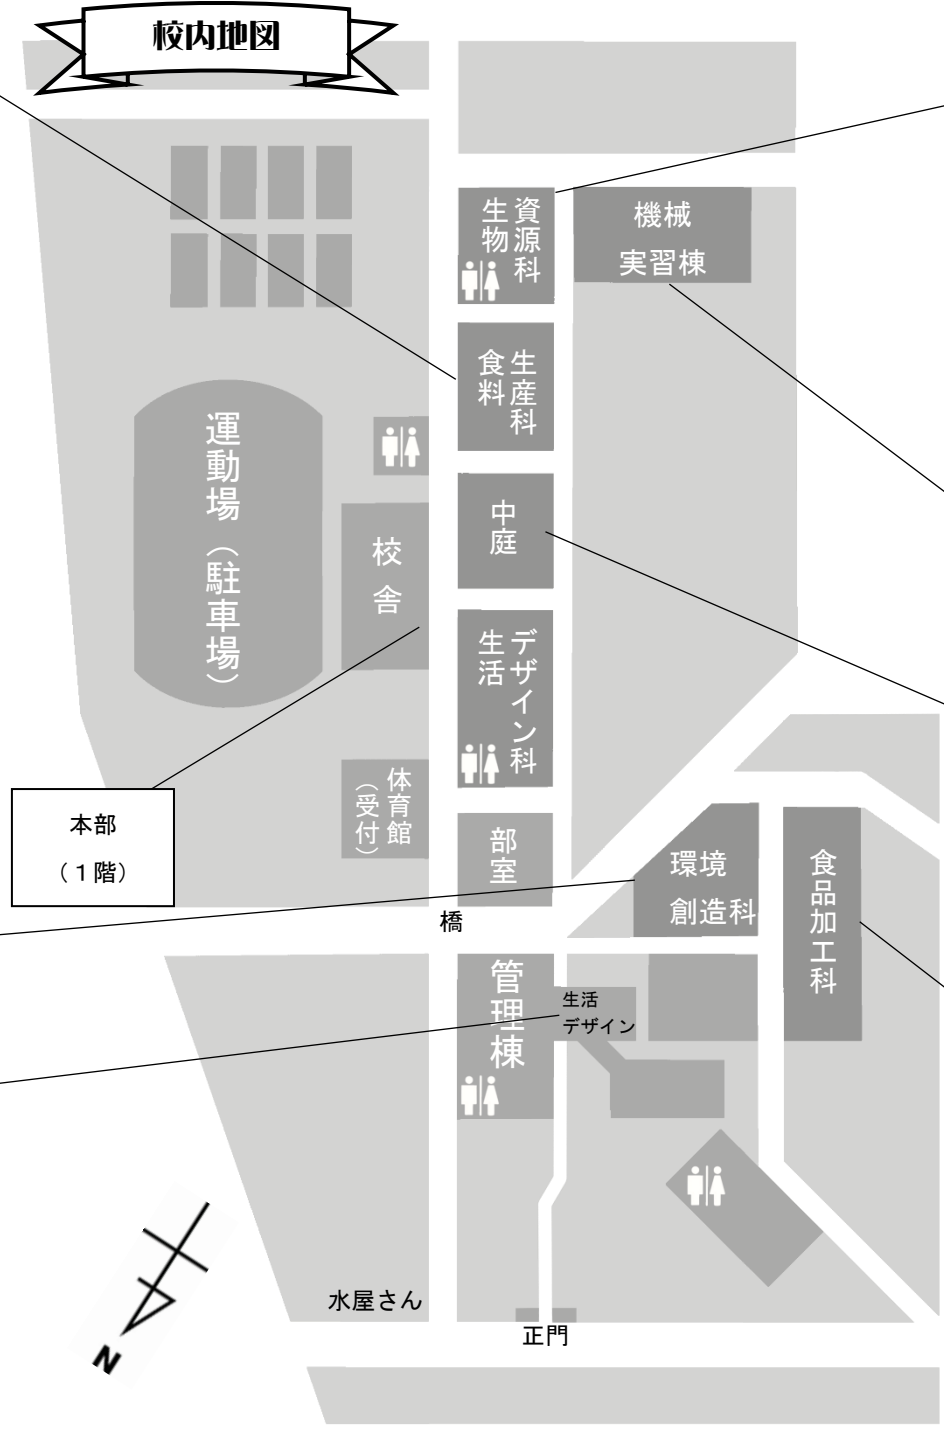 校内地図
生物
資源科
機械
実習棟
食料
生産科
運動場（駐車場）
中庭
校舎
生活
デザイン科
体育館
（受付）
本部
（１階）
部室
環境
創造科
食品加工科
橋
管理棟
生活
デザイン
水屋さん
正門
N